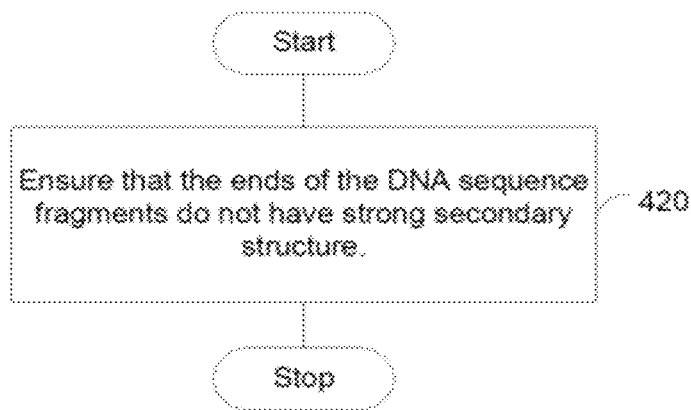 Start
Ensure that the ends of the DNA sequence
fragments do not have strong secondary
structure.
420
Stop